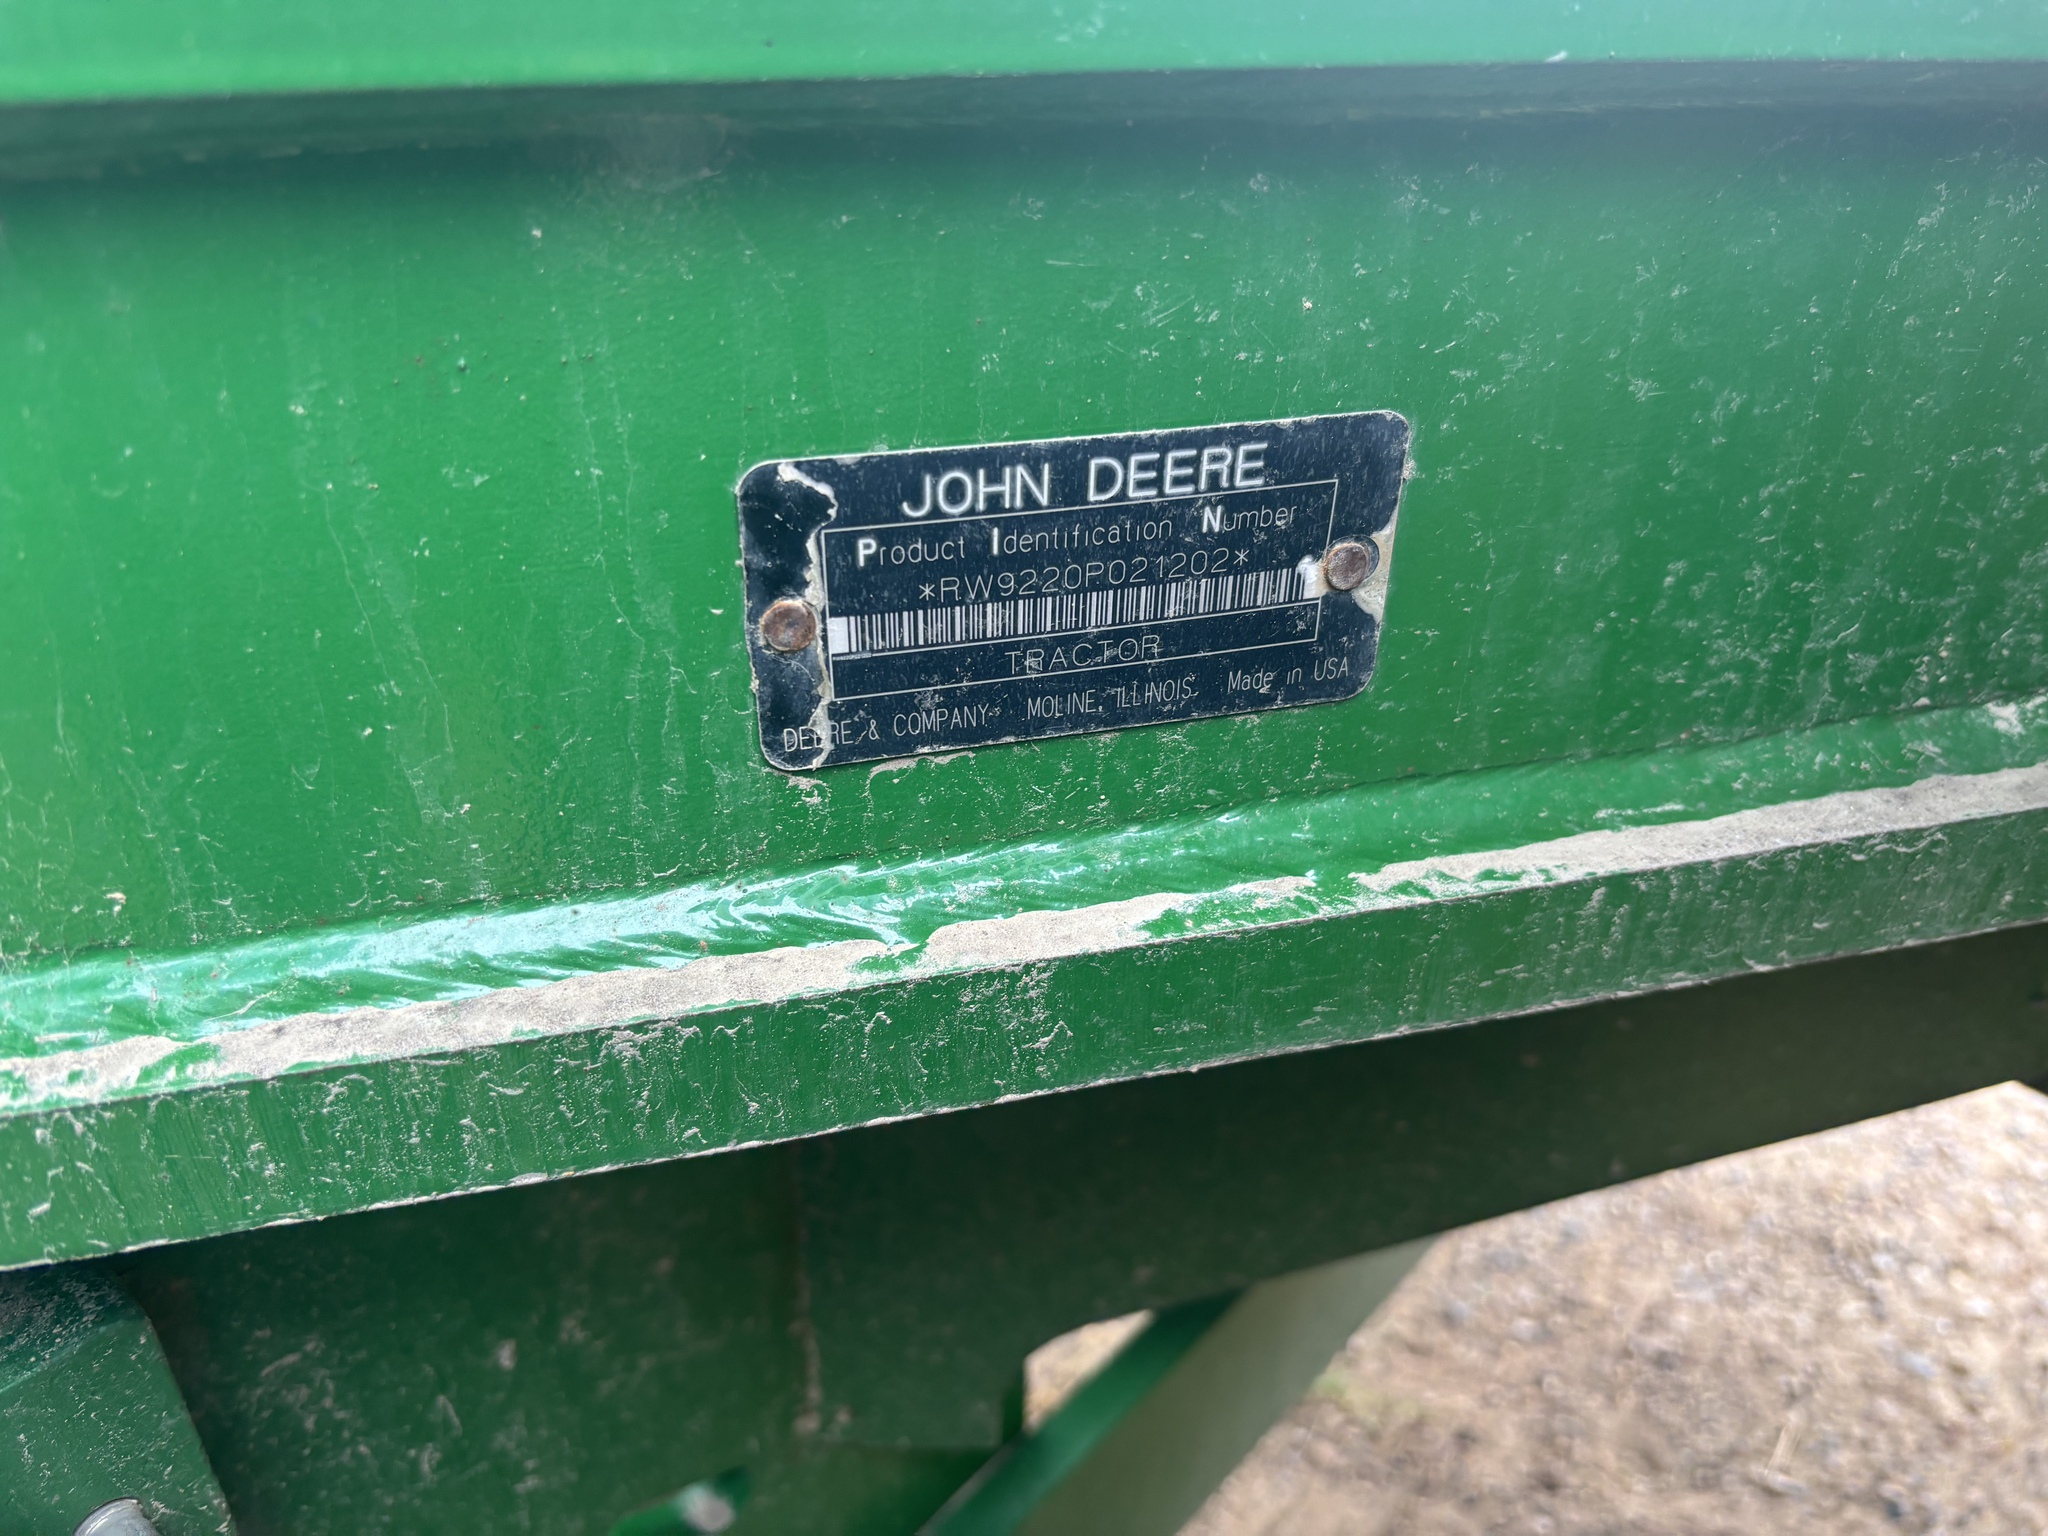 JOHN DEERE
Product Identification Number
*RW9220P021202*
TRACTOR
DEERE & COMPANY MOLINE, ILLINOIS Made in USA